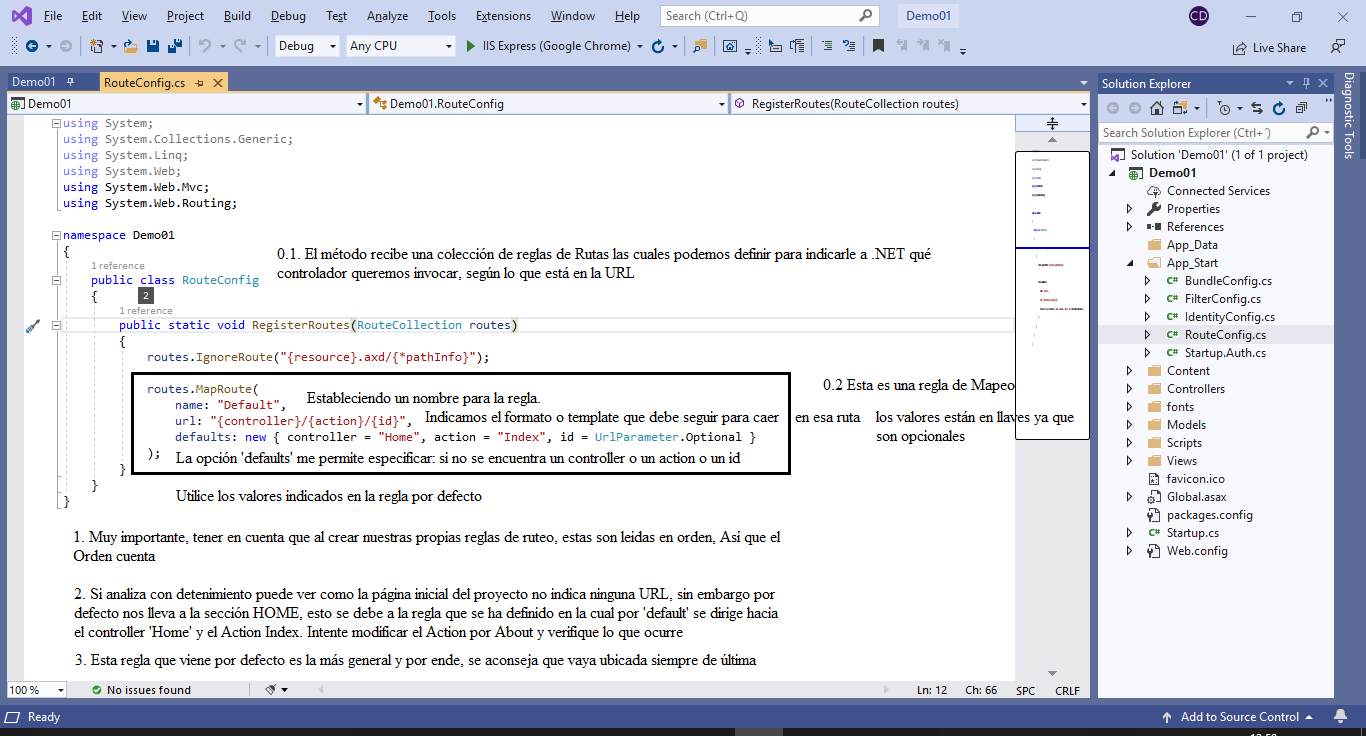 File Edit View Project Build Debug Test Analyze Tools Extensions Window Help Search (Ctrl+Q) Demo01 CD
Debug Any CPU IIS Express (Google Chrome) Live Share
Demo01 RouteConfig.cs
Demo01 Demo01.RouteConfig RegisterRoutes(RouteCollection routes)
using System;
using System.Collections.Generic;
using System.Linq;
using System.Web;
using System.Web.Mvc;
using System.Web.Routing;
namespace Demo01
{
0.1. El método recibe una colección de reglas de Rutas las cuales podemos definir para indicarle a .NET qué
controlador queremos invocar, según lo que está en la URL
1 reference
public class RouteConfig
{
2
1 reference
public static void RegisterRoutes(RouteCollection routes)
{
routes.IgnoreRoute("{resource}.axd/{*pathInfo}");
routes.MapRoute(
0.2 Esta es una regla de Mapeo
name: "Default", Estableciendo un nombre para la regla.
url: "{controller}/{action}/{id}", Indicamos el formato o template que debe seguir para caer en esa ruta
los valores están en llaves ya que
son opcionales
defaults: new { controller = "Home", action = "Index", id = UrlParameter.Optional }
); La opción 'defaults' me permite especificar: si no se encuentra un controller o un action o un id
}
}
}
Utilice los valores indicados en la regla por defecto
1. Muy importante, tener en cuenta que al crear nuestras propias reglas de ruteo, estas son leídas en orden, Así que el
Orden cuenta
2. Si analiza con detenimiento puede ver como la página inicial del proyecto no indica ninguna URL, sin embargo por
defecto nos lleva a la sección HOME, esto se debe a la regla que se ha definido en la cual por 'default' se dirige hacia
el controller 'Home' y el Action Index. Intente modificar el Action por About y verifique lo que ocurre
3. Esta regla que viene por defecto es la más general y por ende, se aconseja que vaya ubicada siempre de última
100 % No issues found Ln: 12 Ch: 66 SPC CRLF
Solution Explorer
Search Solution Explorer (Ctrl+´)
Solution 'Demo01' (1 of 1 project)
Demo01
Connected Services
Properties
References
App_Data
App_Start
C# BundleConfig.cs
C# FilterConfig.cs
C# IdentityConfig.cs
C# RouteConfig.cs
C# Startup.Auth.cs
Content
Controllers
fonts
Models
Scripts
Views
favicon.ico
Global.asax
packages.config
C# Startup.cs
Web.config
Diagnostic Tools
Ready Add to Source Control